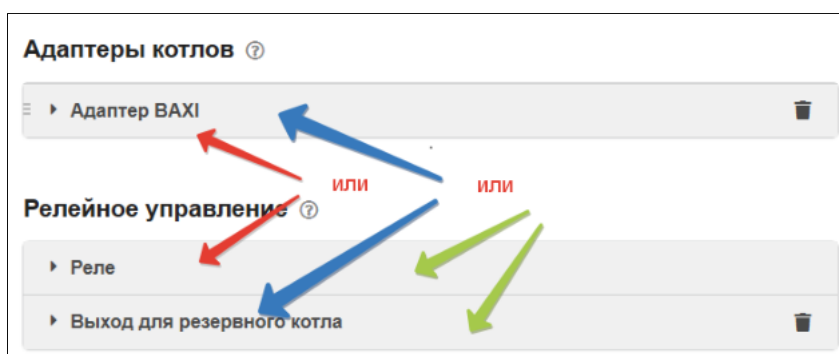 Адаптеры котлов ?
Адаптер BAXI
или
или
Релейное управление ?
Реле
Выход для резервного котла